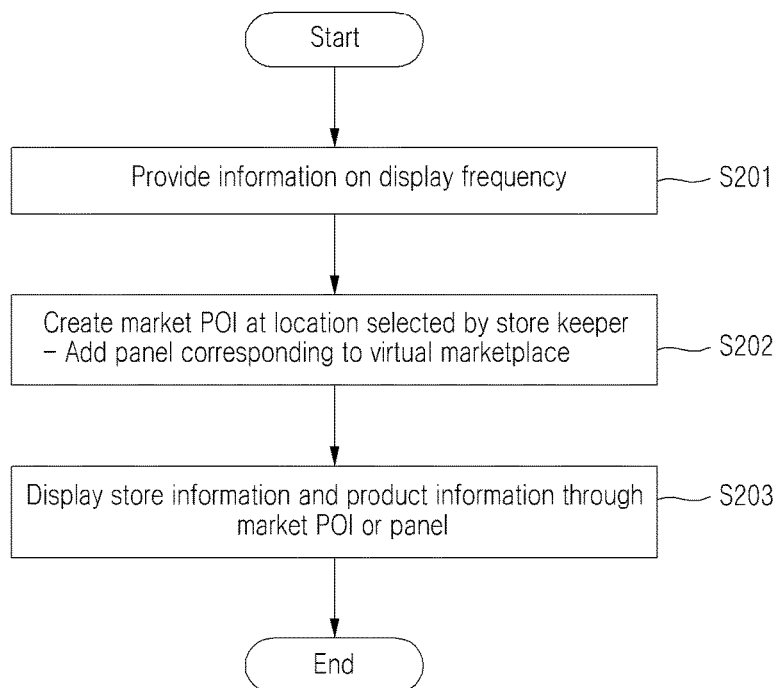 Start
Provide information on display frequency
S201
Create market POI at location selected by store keeper
– Add panel corresponding to virtual marketplace
S202
Display store information and product information through
market POI or panel
S203
End